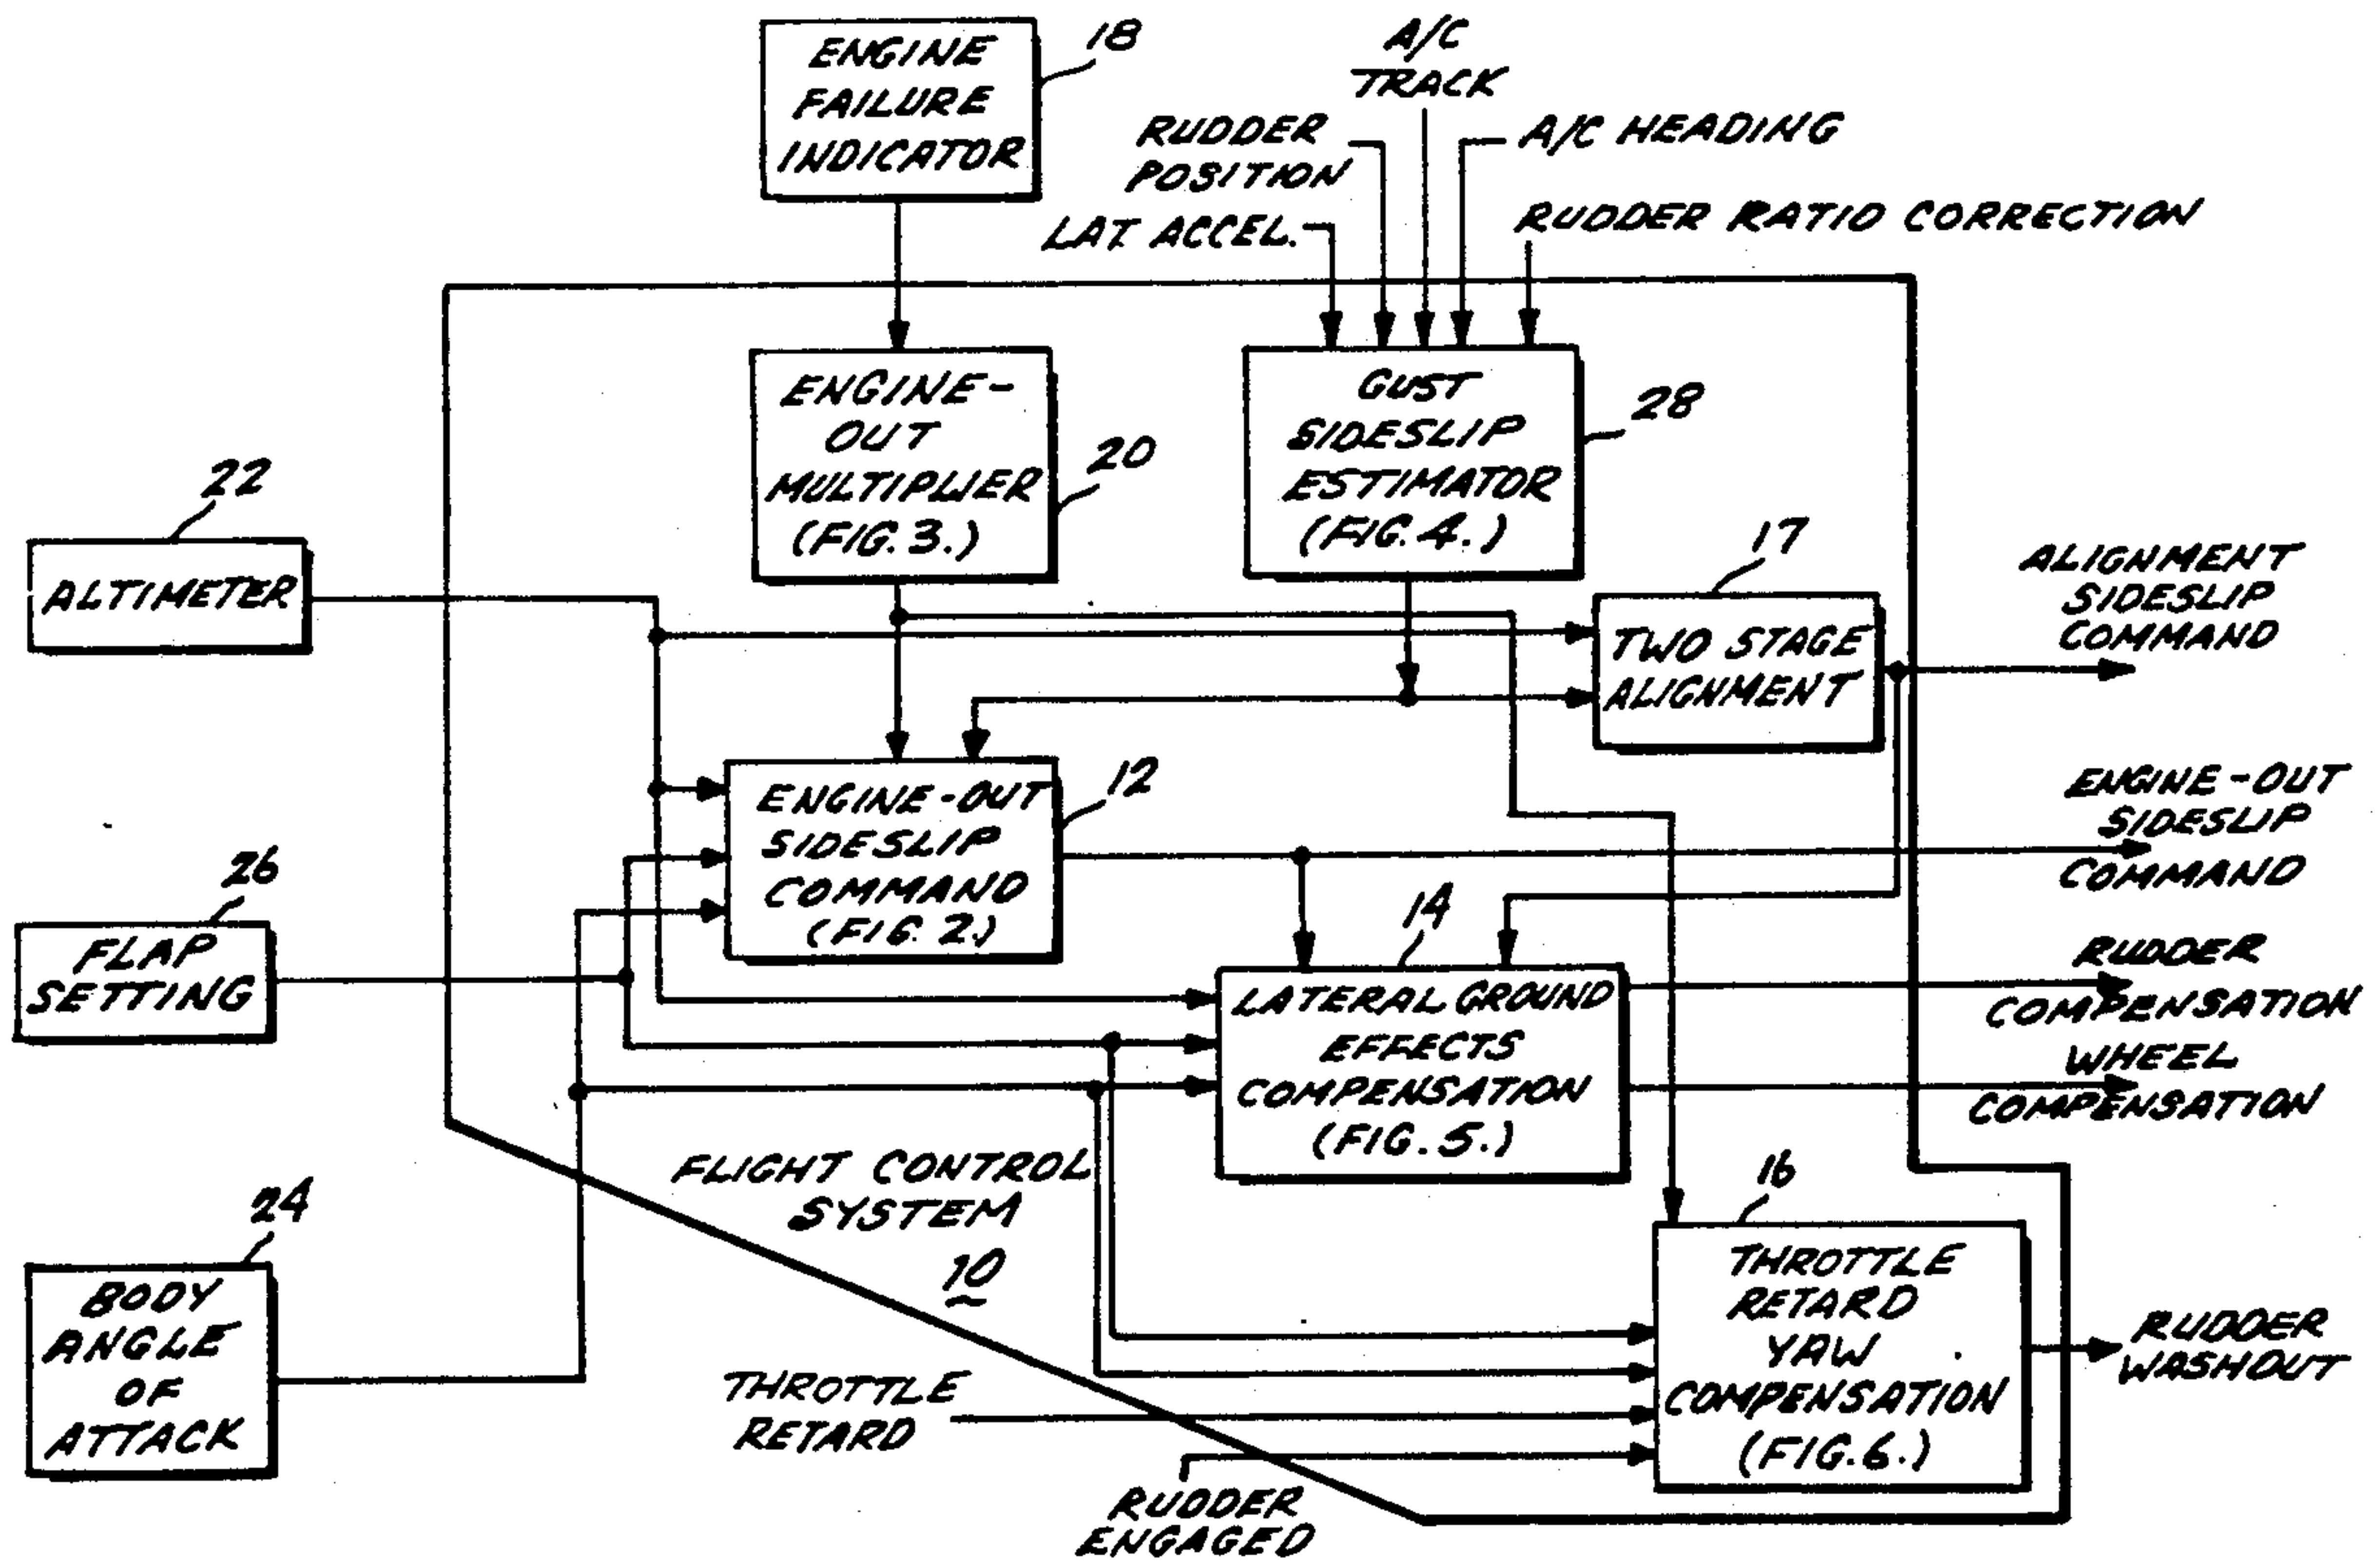 ENGINE
FAILURE
INDICATOR
18
A/C
TRACK
RUDDER
POSITION
A/C HEADING
LAT ACCEL.
RUDDER RATIO CORRECTION
ENGINE-
OUT
MULTIPLIER
(FIG. 3.)
20
GUST
SIDESLIP
ESTIMATOR
(FIG. 4.)
28
22
ALTIMETER
17
TWO STAGE
ALIGNMENT
ALIGNMENT
SIDESLIP
COMMAND
ENGINE-OUT
SIDESLIP
COMMAND
(FIG. 2.)
12
ENGINE-OUT
SIDESLIP
COMMAND
26
FLAP
SETTING
14
LATERAL GROUND
EFFECTS
COMPENSATION
(FIG. 5.)
RUDDER
COMPENSATION
WHEEL
COMPENSATION
FLIGHT CONTROL
SYSTEM
10
24
BODY
ANGLE
OF
ATTACK
16
THROTTLE
RETARD
YAW
COMPENSATION
(FIG. 6.)
THROTTLE
RETARD
RUDDER
ENGAGED
RUDDER
WASHOUT